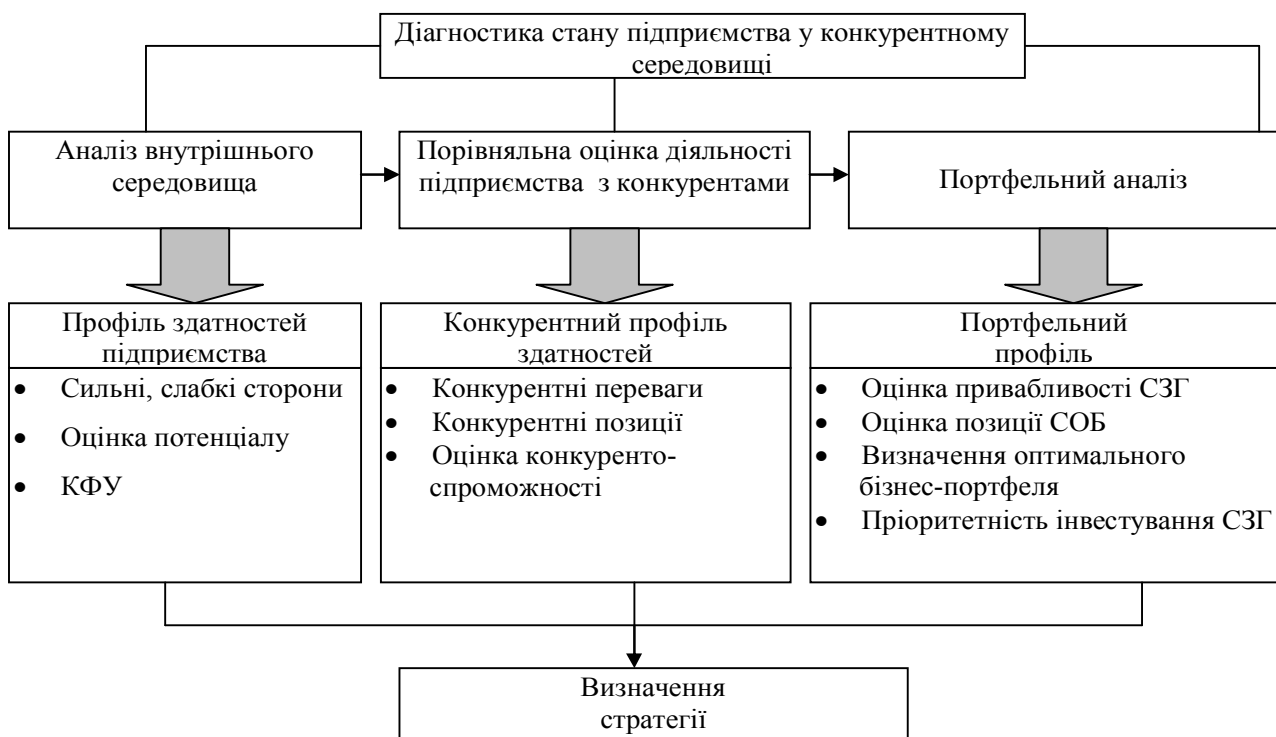 Діагностика стану підприємства у конкурентному
середовищі
Аналіз внутрішнього
середовища
Порівняльна оцінка діяльності
підприємства з конкурентами
Портфельний аналіз
Профіль здатностей
підприємства
• Сильні, слабкі сторони
• Оцінка потенціалу
• КФУ
Конкурентний профіль
здатностей
• Конкурентні переваги
• Конкурентні позиції
• Оцінка конкуренто-
спроможності
Портфельний
профіль
• Оцінка привабливості СЗГ
• Оцінка позиції СОБ
• Визначення оптимального
бізнес-портфеля
• Пріоритетність інвестування СЗГ
Визначення
стратегії